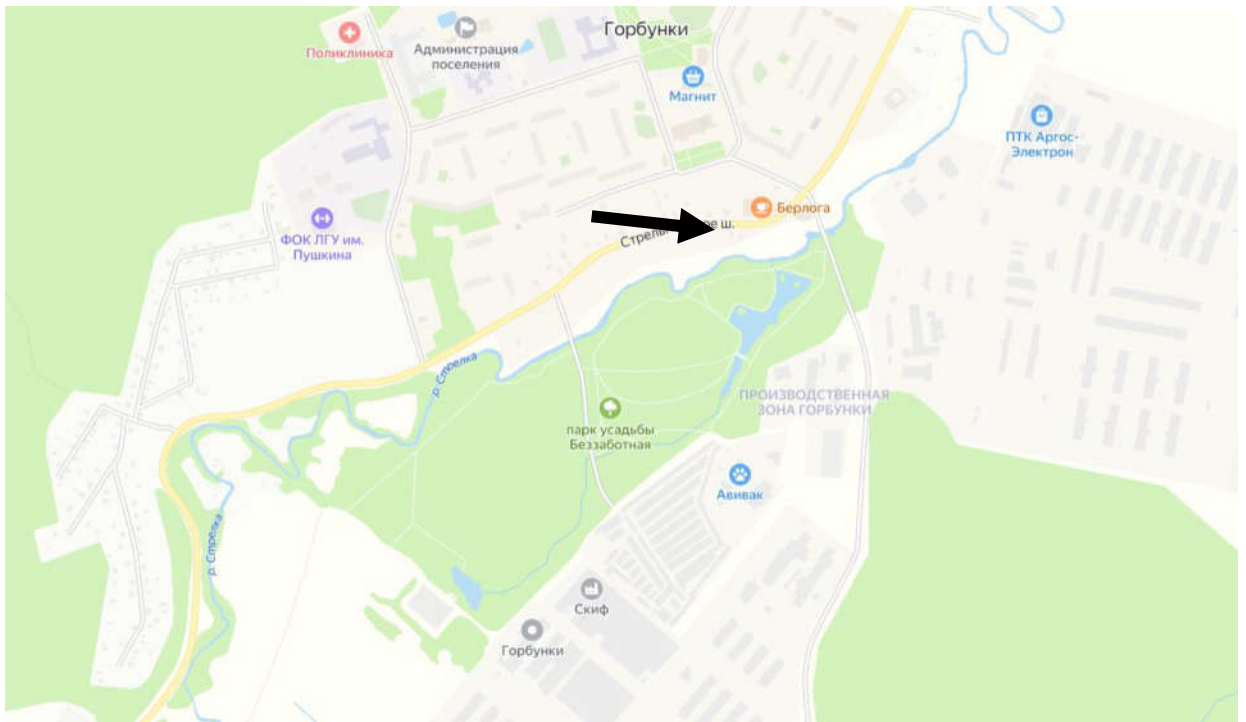 Горбунки
Поликлиника
Администрация
поселения
Магнит
ПТК Аргос-
Электрон
Берлога
ФОК ЛГУ им.
Пушкина
ое ш.
р. Стрелка
ПРОИЗВОДСТВЕННАЯ
ЗОНА ГОРБУНКИ
парк усадьбы
Беззаботная
Авивак
р. Стрелка
Скиф
Горбунки